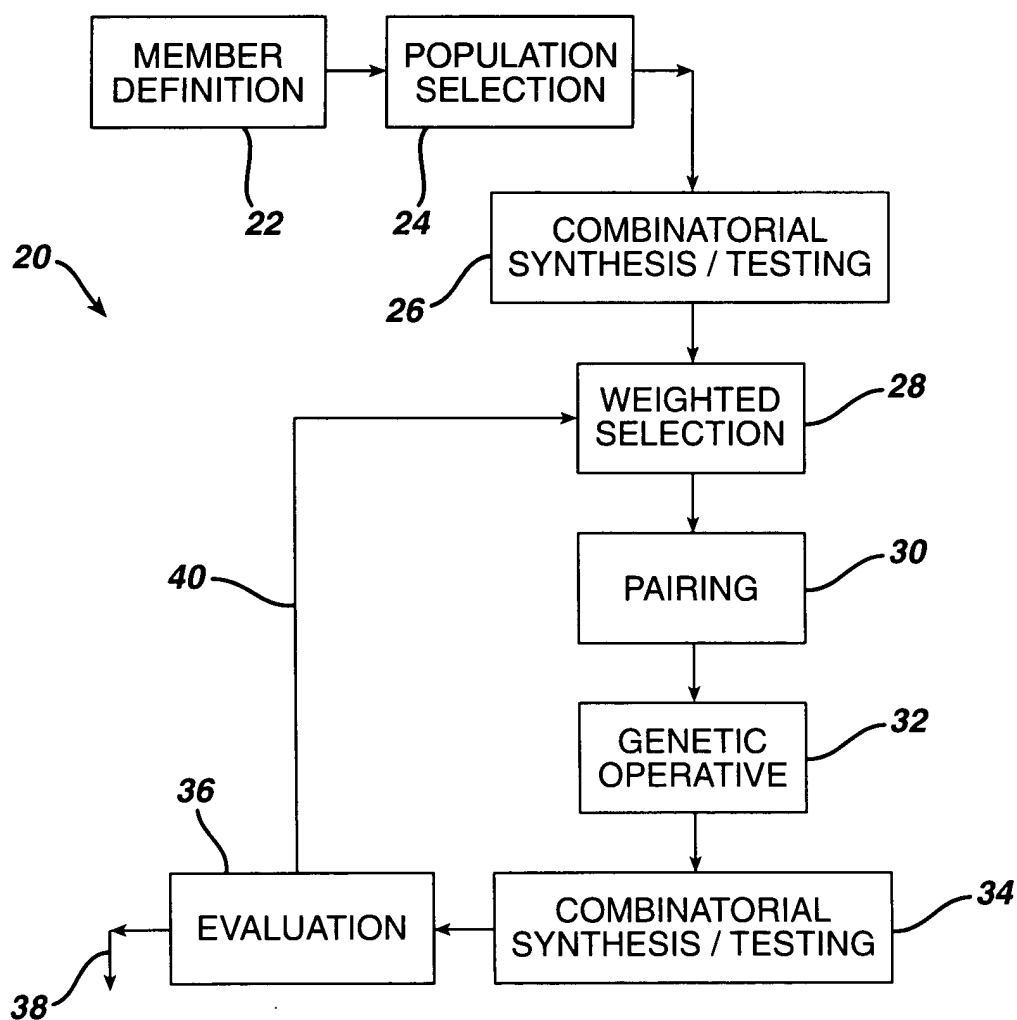 MEMBER
DEFINITION
POPULATION
SELECTION
22
24
20
COMBINATORIAL
SYNTHESIS / TESTING
26
WEIGHTED
SELECTION
28
PAIRING
30
40
GENETIC
OPERATIVE
32
36
EVALUATION
COMBINATORIAL
SYNTHESIS / TESTING
34
38